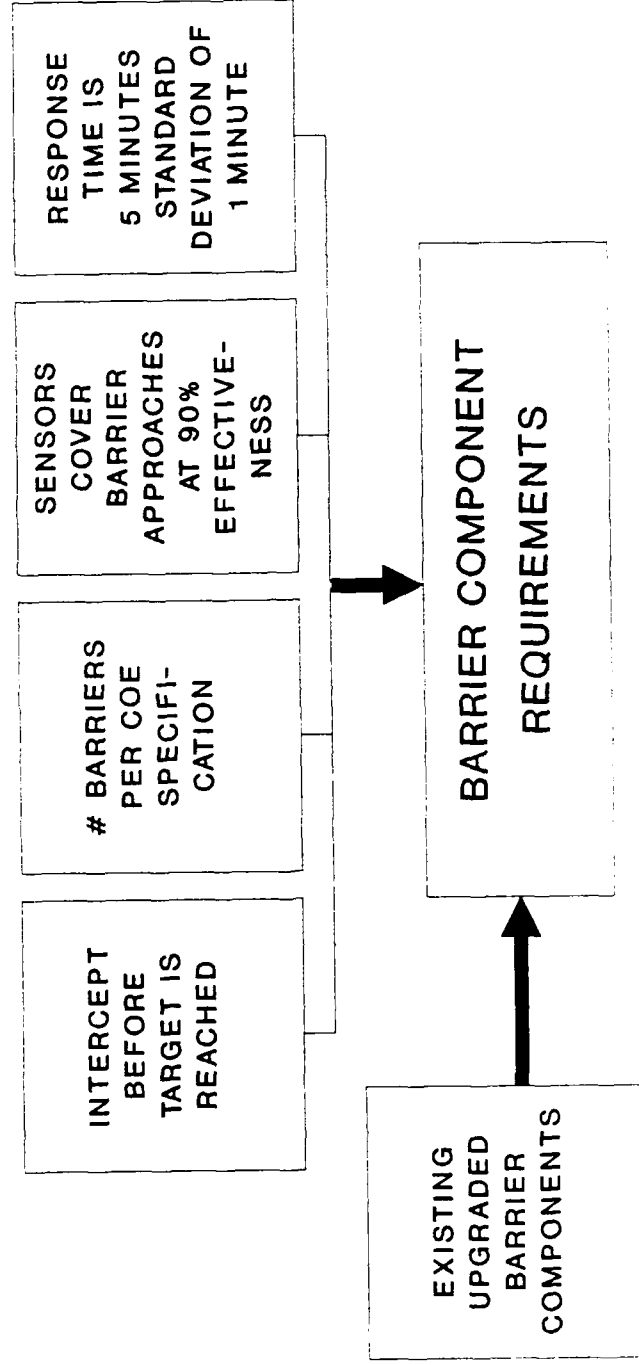 INTERCEPT
BEFORE
TARGET IS
REACHED
# BARRIERS
PER COE
SPECIFI-
CATION
SENSORS
COVER
BARRIER
APPROACHES
AT 90%
EFFECTIVE-
NESS
RESPONSE
TIME IS
5 MINUTES
STANDARD
DEVIATION OF
1 MINUTE
EXISTING
UPGRADED
BARRIER
COMPONENTS
BARRIER COMPONENT
REQUIREMENTS